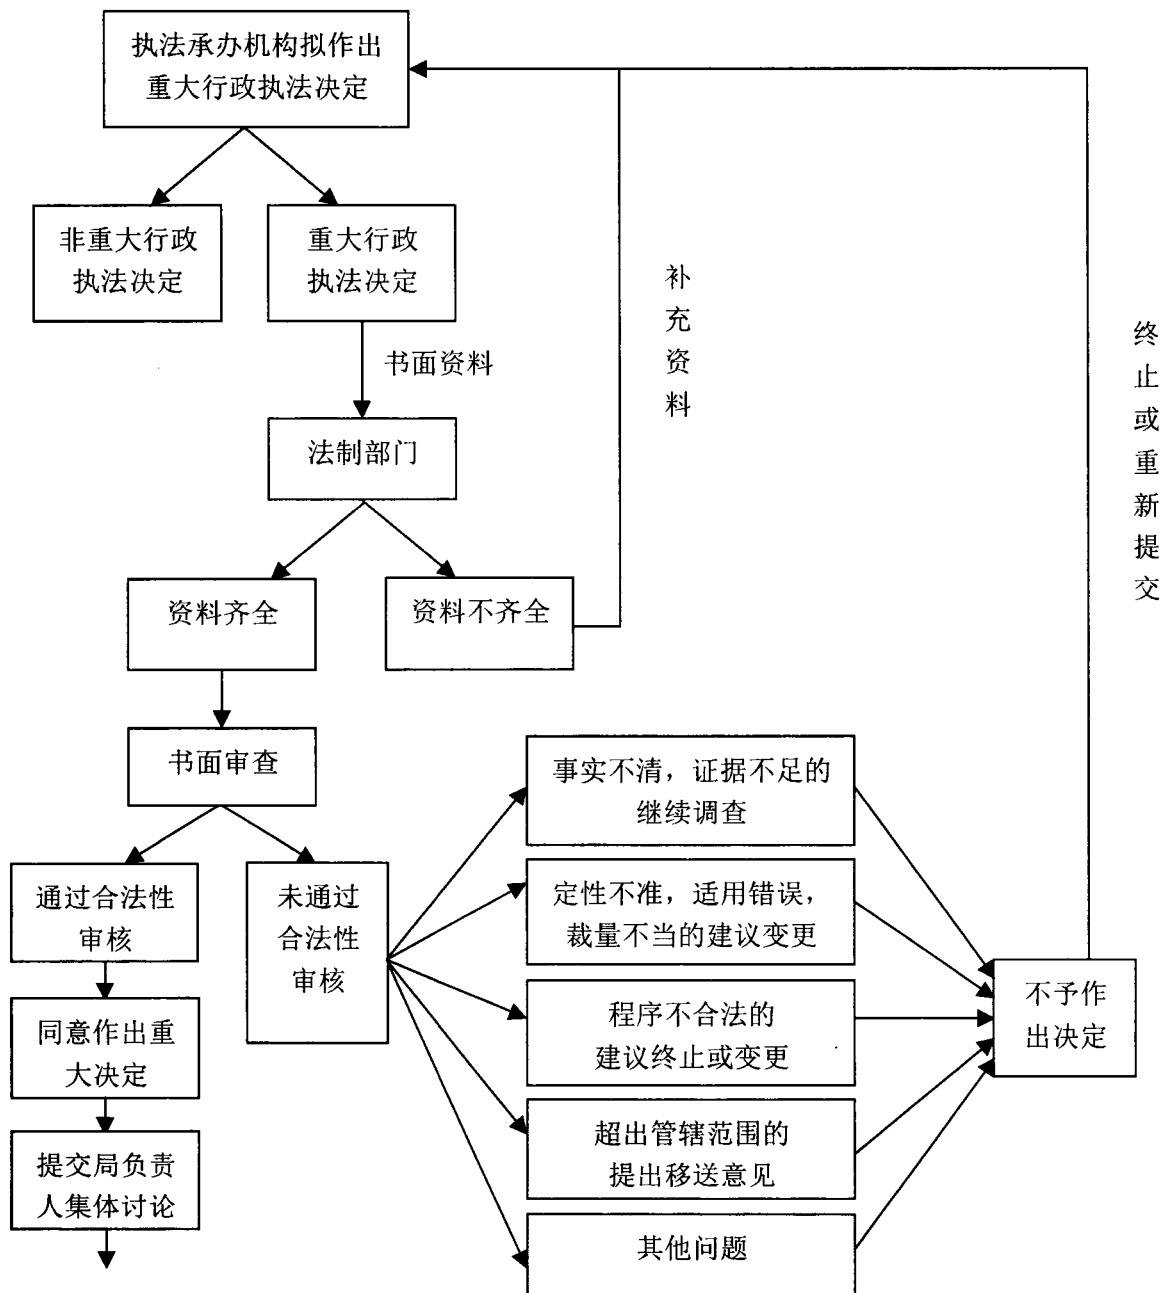 执法承办机构拟作出
重大行政执法决定
非重大行政
执法决定
重大行政
执法决定
补
充
资
料
终
止
或
重
新
提
交
书面资料
法制部门
资料齐全
资料不齐全
书面审查
事实不清，证据不足的
继续调查
通过合法性
审核
未通过
合法性
审核
定性不准，适用错误，
裁量不当的建议变更
程序不合法的
建议终止或变更
不予作
出决定
同意作出重
大决定
超出管辖范围的
提出移送意见
提交局负责
人集体讨论
其他问题